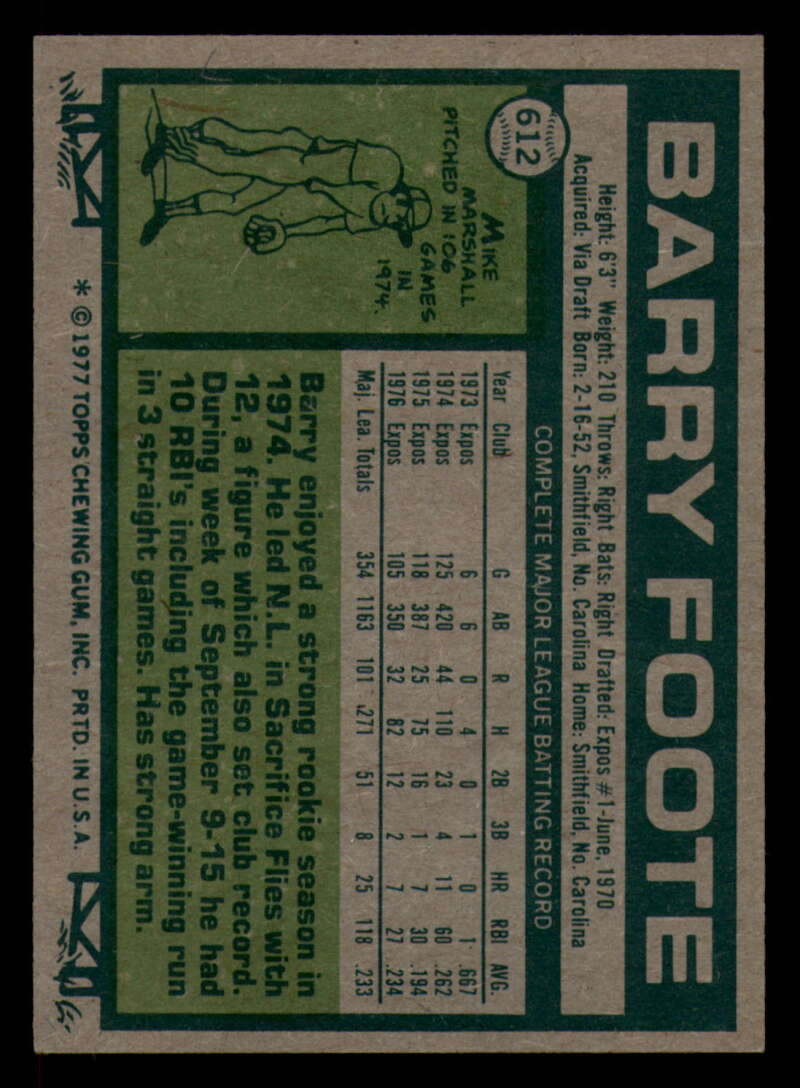 612
BARRY FOOTE
Height: 6'3" Weight: 210 Throws: Right Bats: Right Drafted: Expos #1-June, 1970
Acquired: Via Draft Born: 2-16-52, Smithfield, No. Carolina Home: Smithfield, No. Carolina
COMPLETE MAJOR LEAGUE BATTING RECORD
Year Club G AB R H 2B 3B HR RBI AVG.
1973 Expos 6 6 0 4 0 1 0 1 .667
1974 Expos 125 420 44 110 23 4 11 60 .262
1975 Expos 118 387 25 75 16 1 7 30 .194
1976 Expos 105 350 32 82 12 2 7 27 .234
Maj. Lea. Totals 354 1163 101 .271 51 8 25 118 .233
MIKE
MARSHALL
PITCHED IN 106
GAMES
IN
1974.
Barry enjoyed a strong rookie season in
1974. He led N.L. in Sacrifice Flies with
12, a figure which also set club record.
During week of September 9-15 he had
10 RBI's including the game-winning run
in 3 straight games. Has strong arm.
* © 1977 TOPPS CHEWING GUM, INC. PRTD. IN U.S.A.